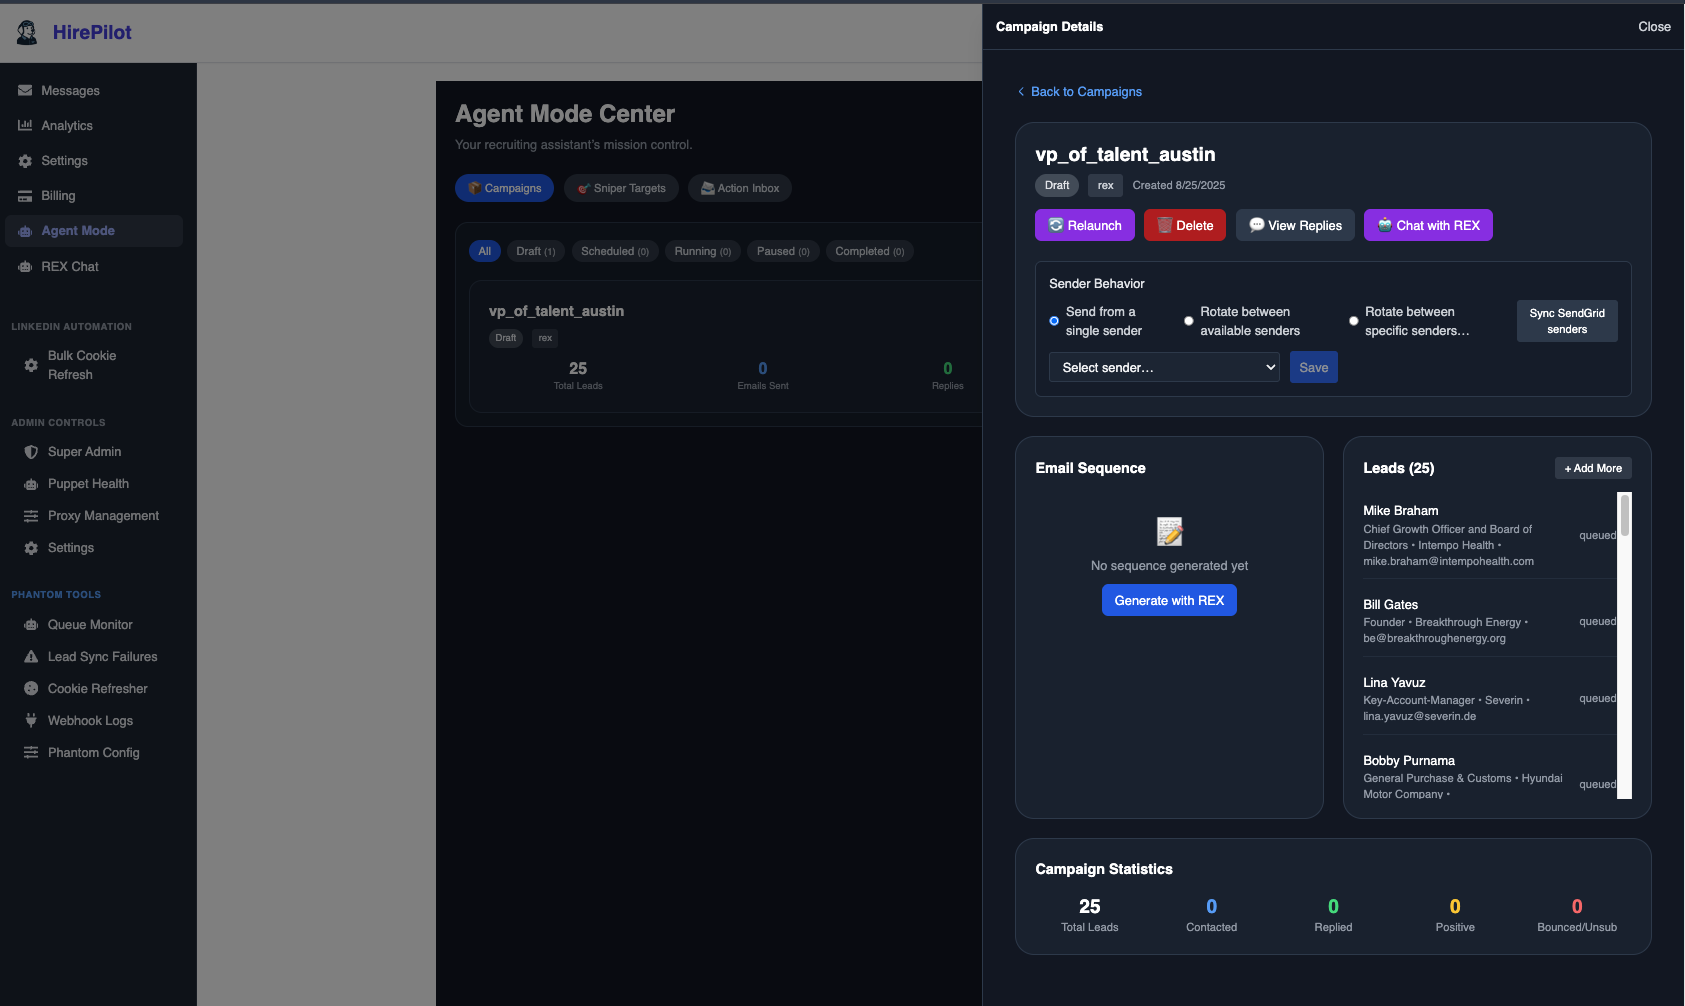 HirePilot
Messages
Analytics
Settings
Billing
Agent Mode
REX Chat
LINKEDIN AUTOMATION
Bulk Cookie
Refresh
ADMIN CONTROLS
Super Admin
Puppet Health
Proxy Management
Settings
PHANTOM TOOLS
Queue Monitor
Lead Sync Failures
Cookie Refresher
Webhook Logs
Phantom Config
Agent Mode Center
Your recruiting assistant's mission control.
Campaigns
Sniper Targets
Action Inbox
All
Draft (1)
Scheduled (0)
Running (0)
Paused (0)
Completed (0)
vp_of_talent_austin
Draft
rex
25
Total Leads
0
Emails Sent
0
Replies
Campaign Details
Close
Back to Campaigns
vp_of_talent_austin
Draft
rex
Created 8/25/2025
Relaunch
Delete
View Replies
Chat with REX
Sender Behavior
Send from a
single sender
Rotate between
available senders
Rotate between
specific senders…
Sync SendGrid
senders
Select sender…
Save
Email Sequence
No sequence generated yet
Generate with REX
Leads (25)
+ Add More
Mike Braham
Chief Growth Officer and Board of
Directors • Intempo Health •
mike.braham@intempohealth.com
queued
Bill Gates
Founder • Breakthrough Energy •
be@breakthroughenergy.org
queued
Lina Yavuz
Key-Account-Manager • Severin •
lina.yavuz@severin.de
queued
Bobby Purnama
General Purchase & Customs • Hyundai
Motor Company •
queued
Campaign Statistics
25
Total Leads
0
Contacted
0
Replied
0
Positive
0
Bounced/Unsub